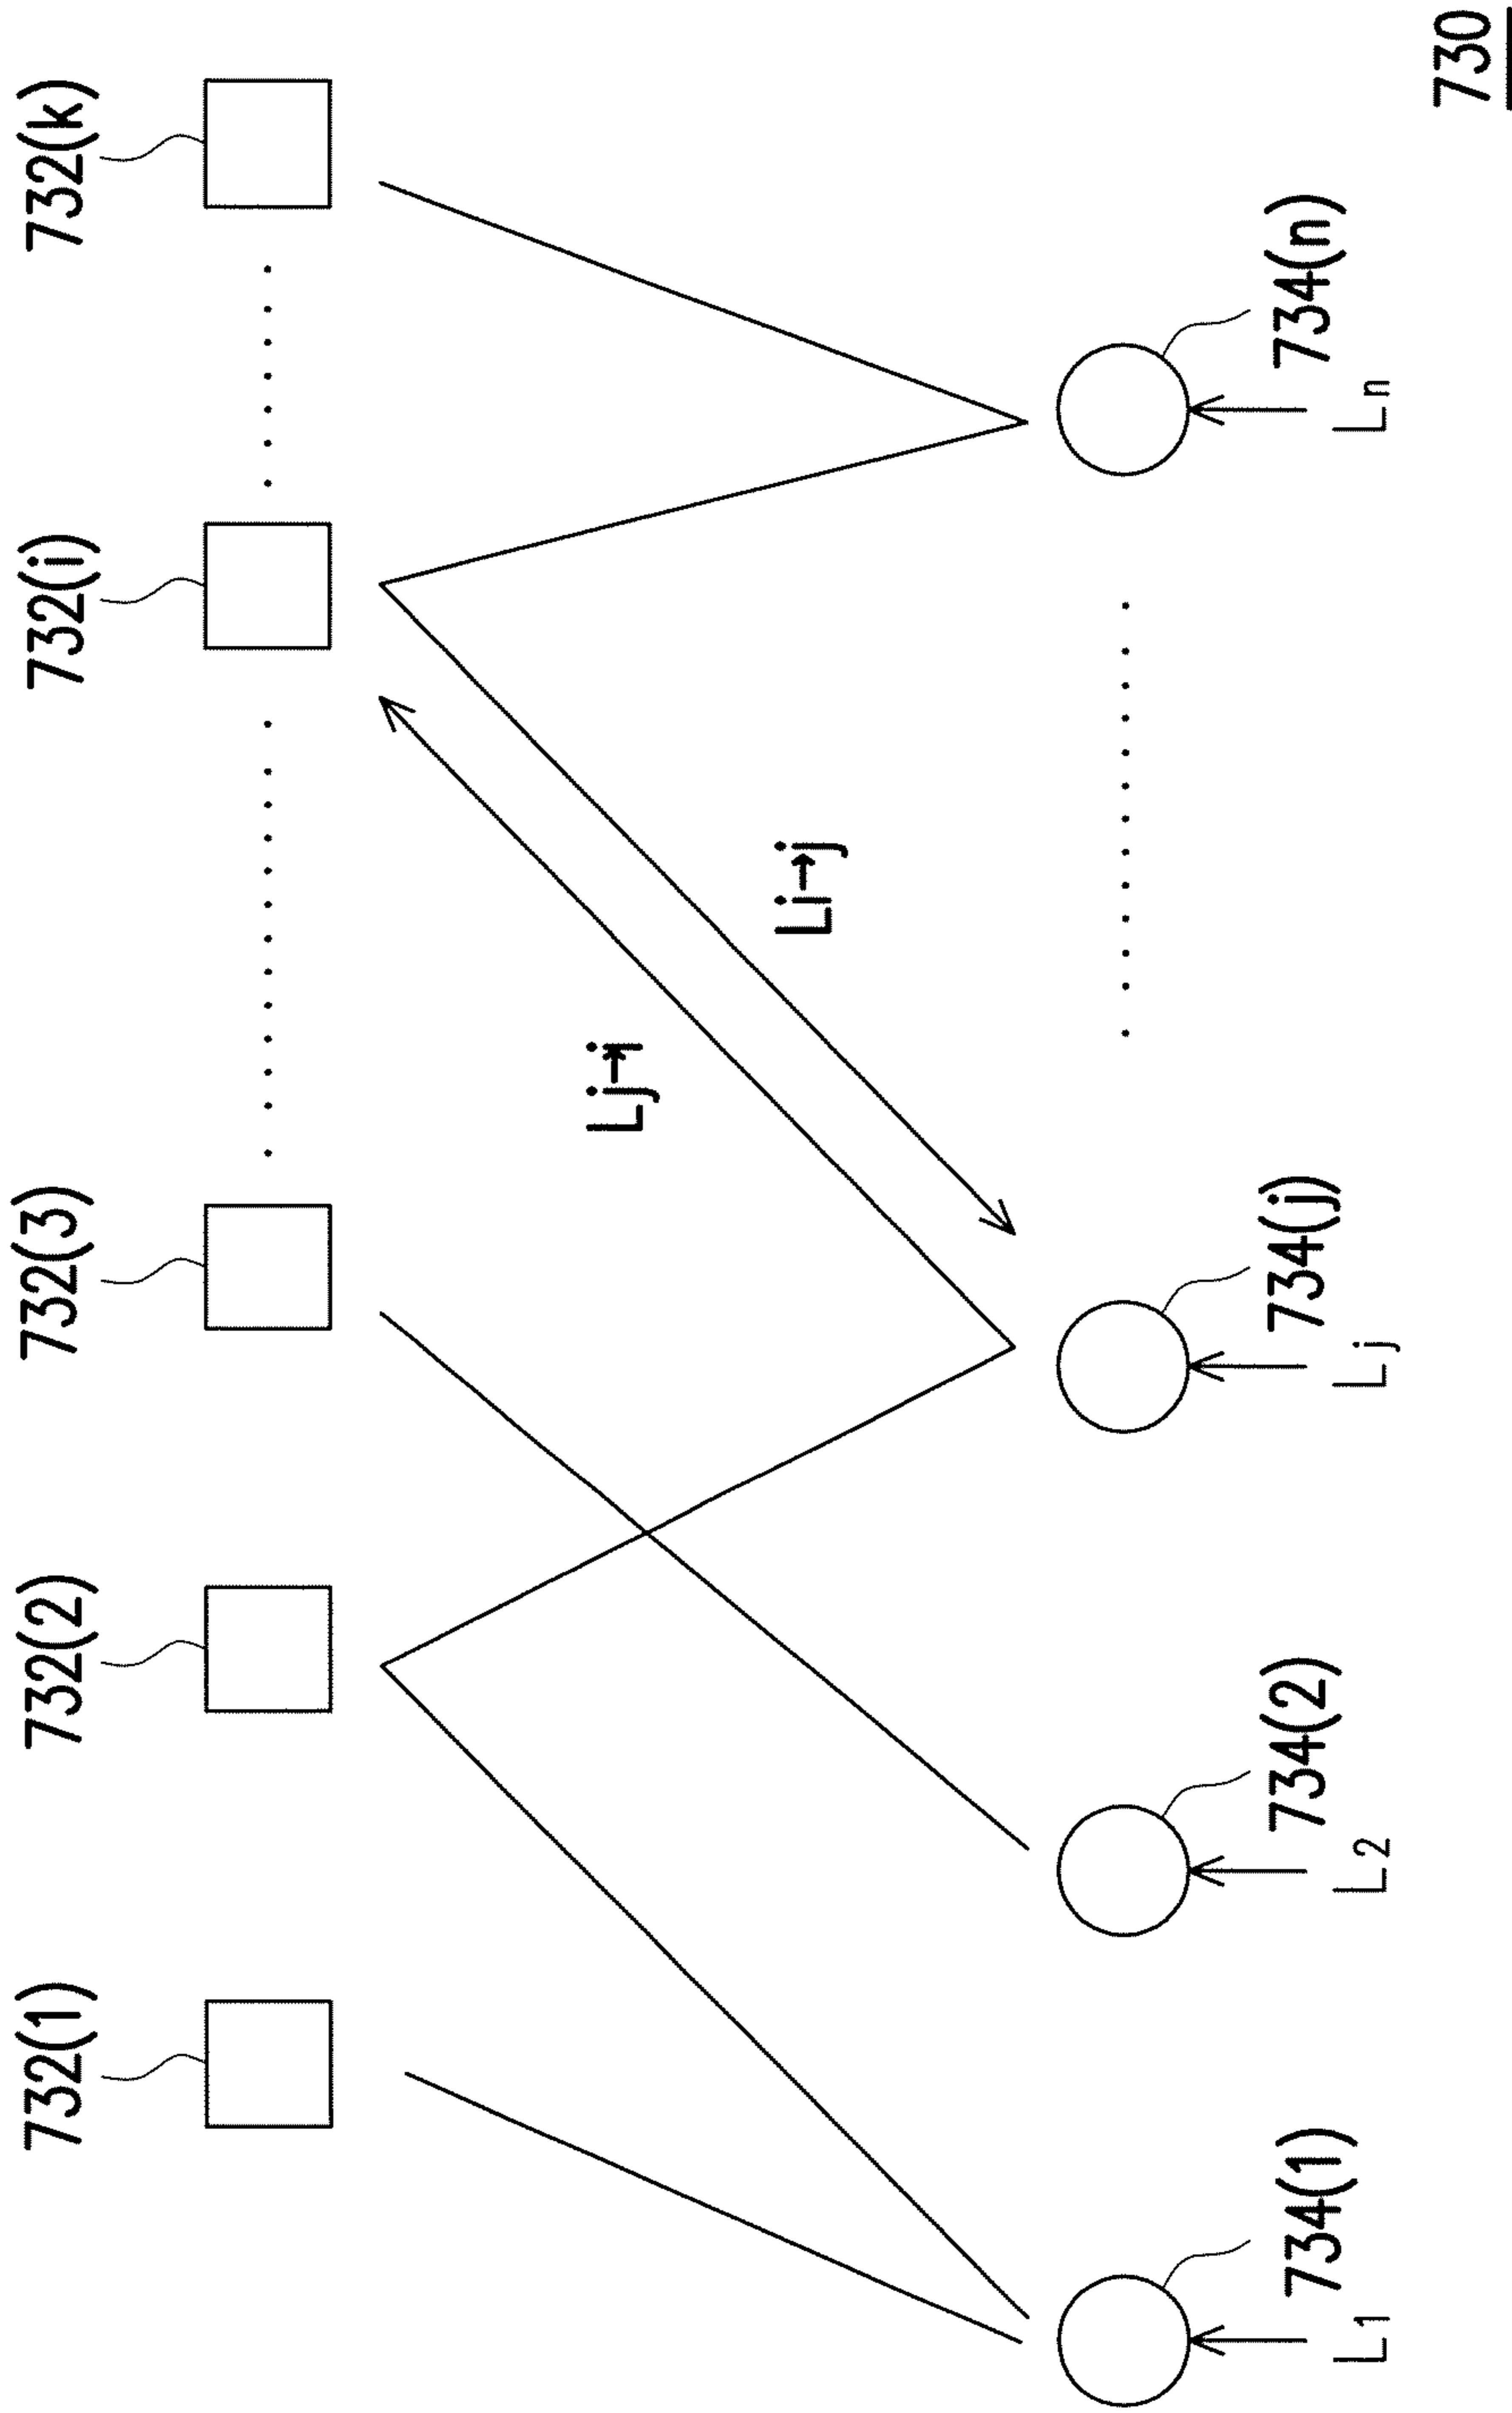 732(1)
732(2)
732(3)
732(i)
732(k)
Lj→i
Li→j
734(1)
734(2)
734(j)
734(n)
L1
L2
Lj
Ln
730